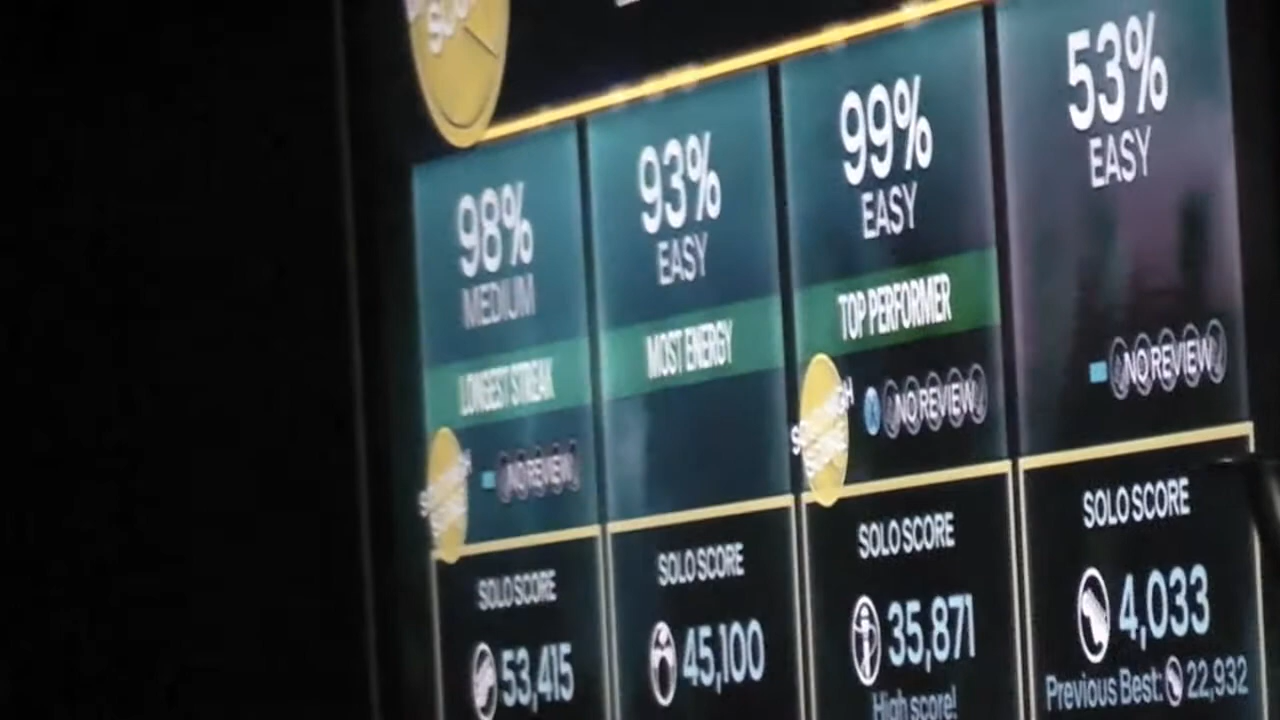 98%
MEDIUM
LONGEST STREAK
NO REVIEW
SOLO SCORE
53,415
93%
EASY
MOST ENERGY
SOLO SCORE
45,100
99%
EASY
TOP PERFORMER
NO REVIEW
SOLO SCORE
35,871
High score!
53%
EASY
NO REVIEW
SOLO SCORE
4,033
Previous Best: 22,932